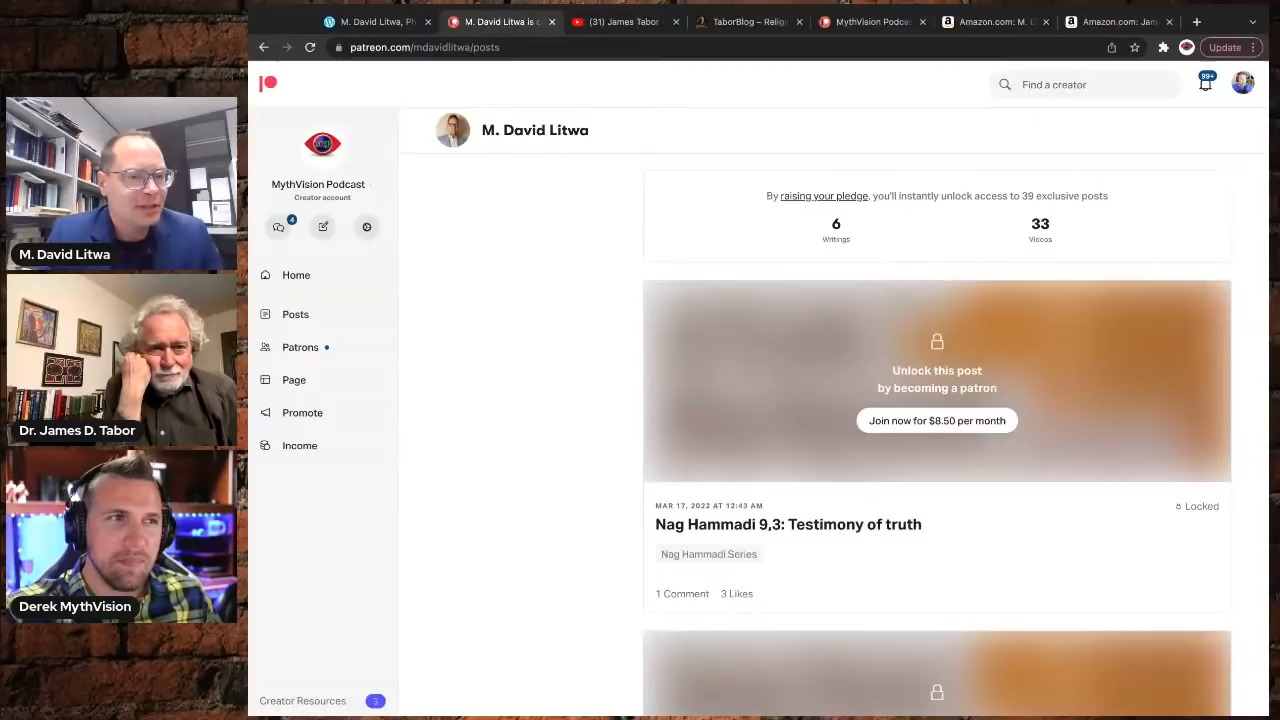 M. David Litwa, Ph
M. David Litwa is c
(31) James Tabor -
TaborBlog – Relig
MythVision Podcas
Amazon.com: M. D
Amazon.com: Jam
patreon.com/mdavidlitwa/posts
Update
Find a creator
99+
M. David Litwa
MythVision Podcast
Creator account
4
Home
Posts
Patrons
Page
Promote
Income
Creator Resources
3
By raising your pledge, you'll instantly unlock access to 39 exclusive posts
6
Writings
33
Videos
Unlock this post
by becoming a patron
Join now for $8.50 per month
MAR 17, 2022 AT 12:43 AM
Locked
Nag Hammadi 9,3: Testimony of truth
Nag Hammadi Series
1 Comment 3 Likes
M. David Litwa
Dr. James D. Tabor
Derek MythVision